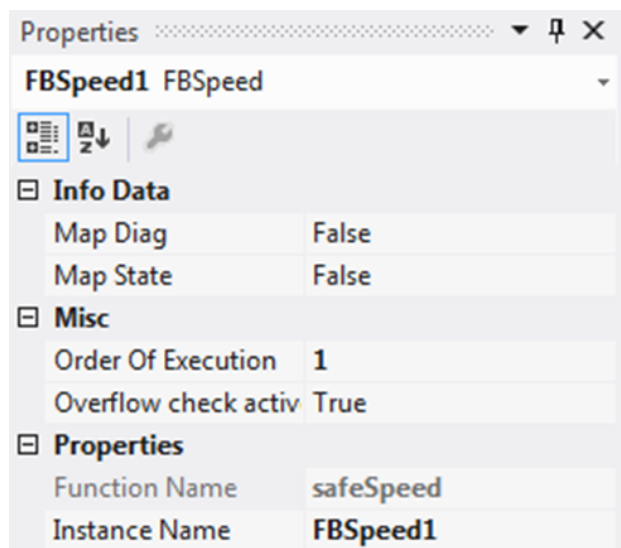 Properties
FBSpeed1 FBSpeed
Info Data
Map Diag False
Map State False
Misc
Order Of Execution 1
Overflow check activ True
Properties
Function Name safeSpeed
Instance Name FBSpeed1